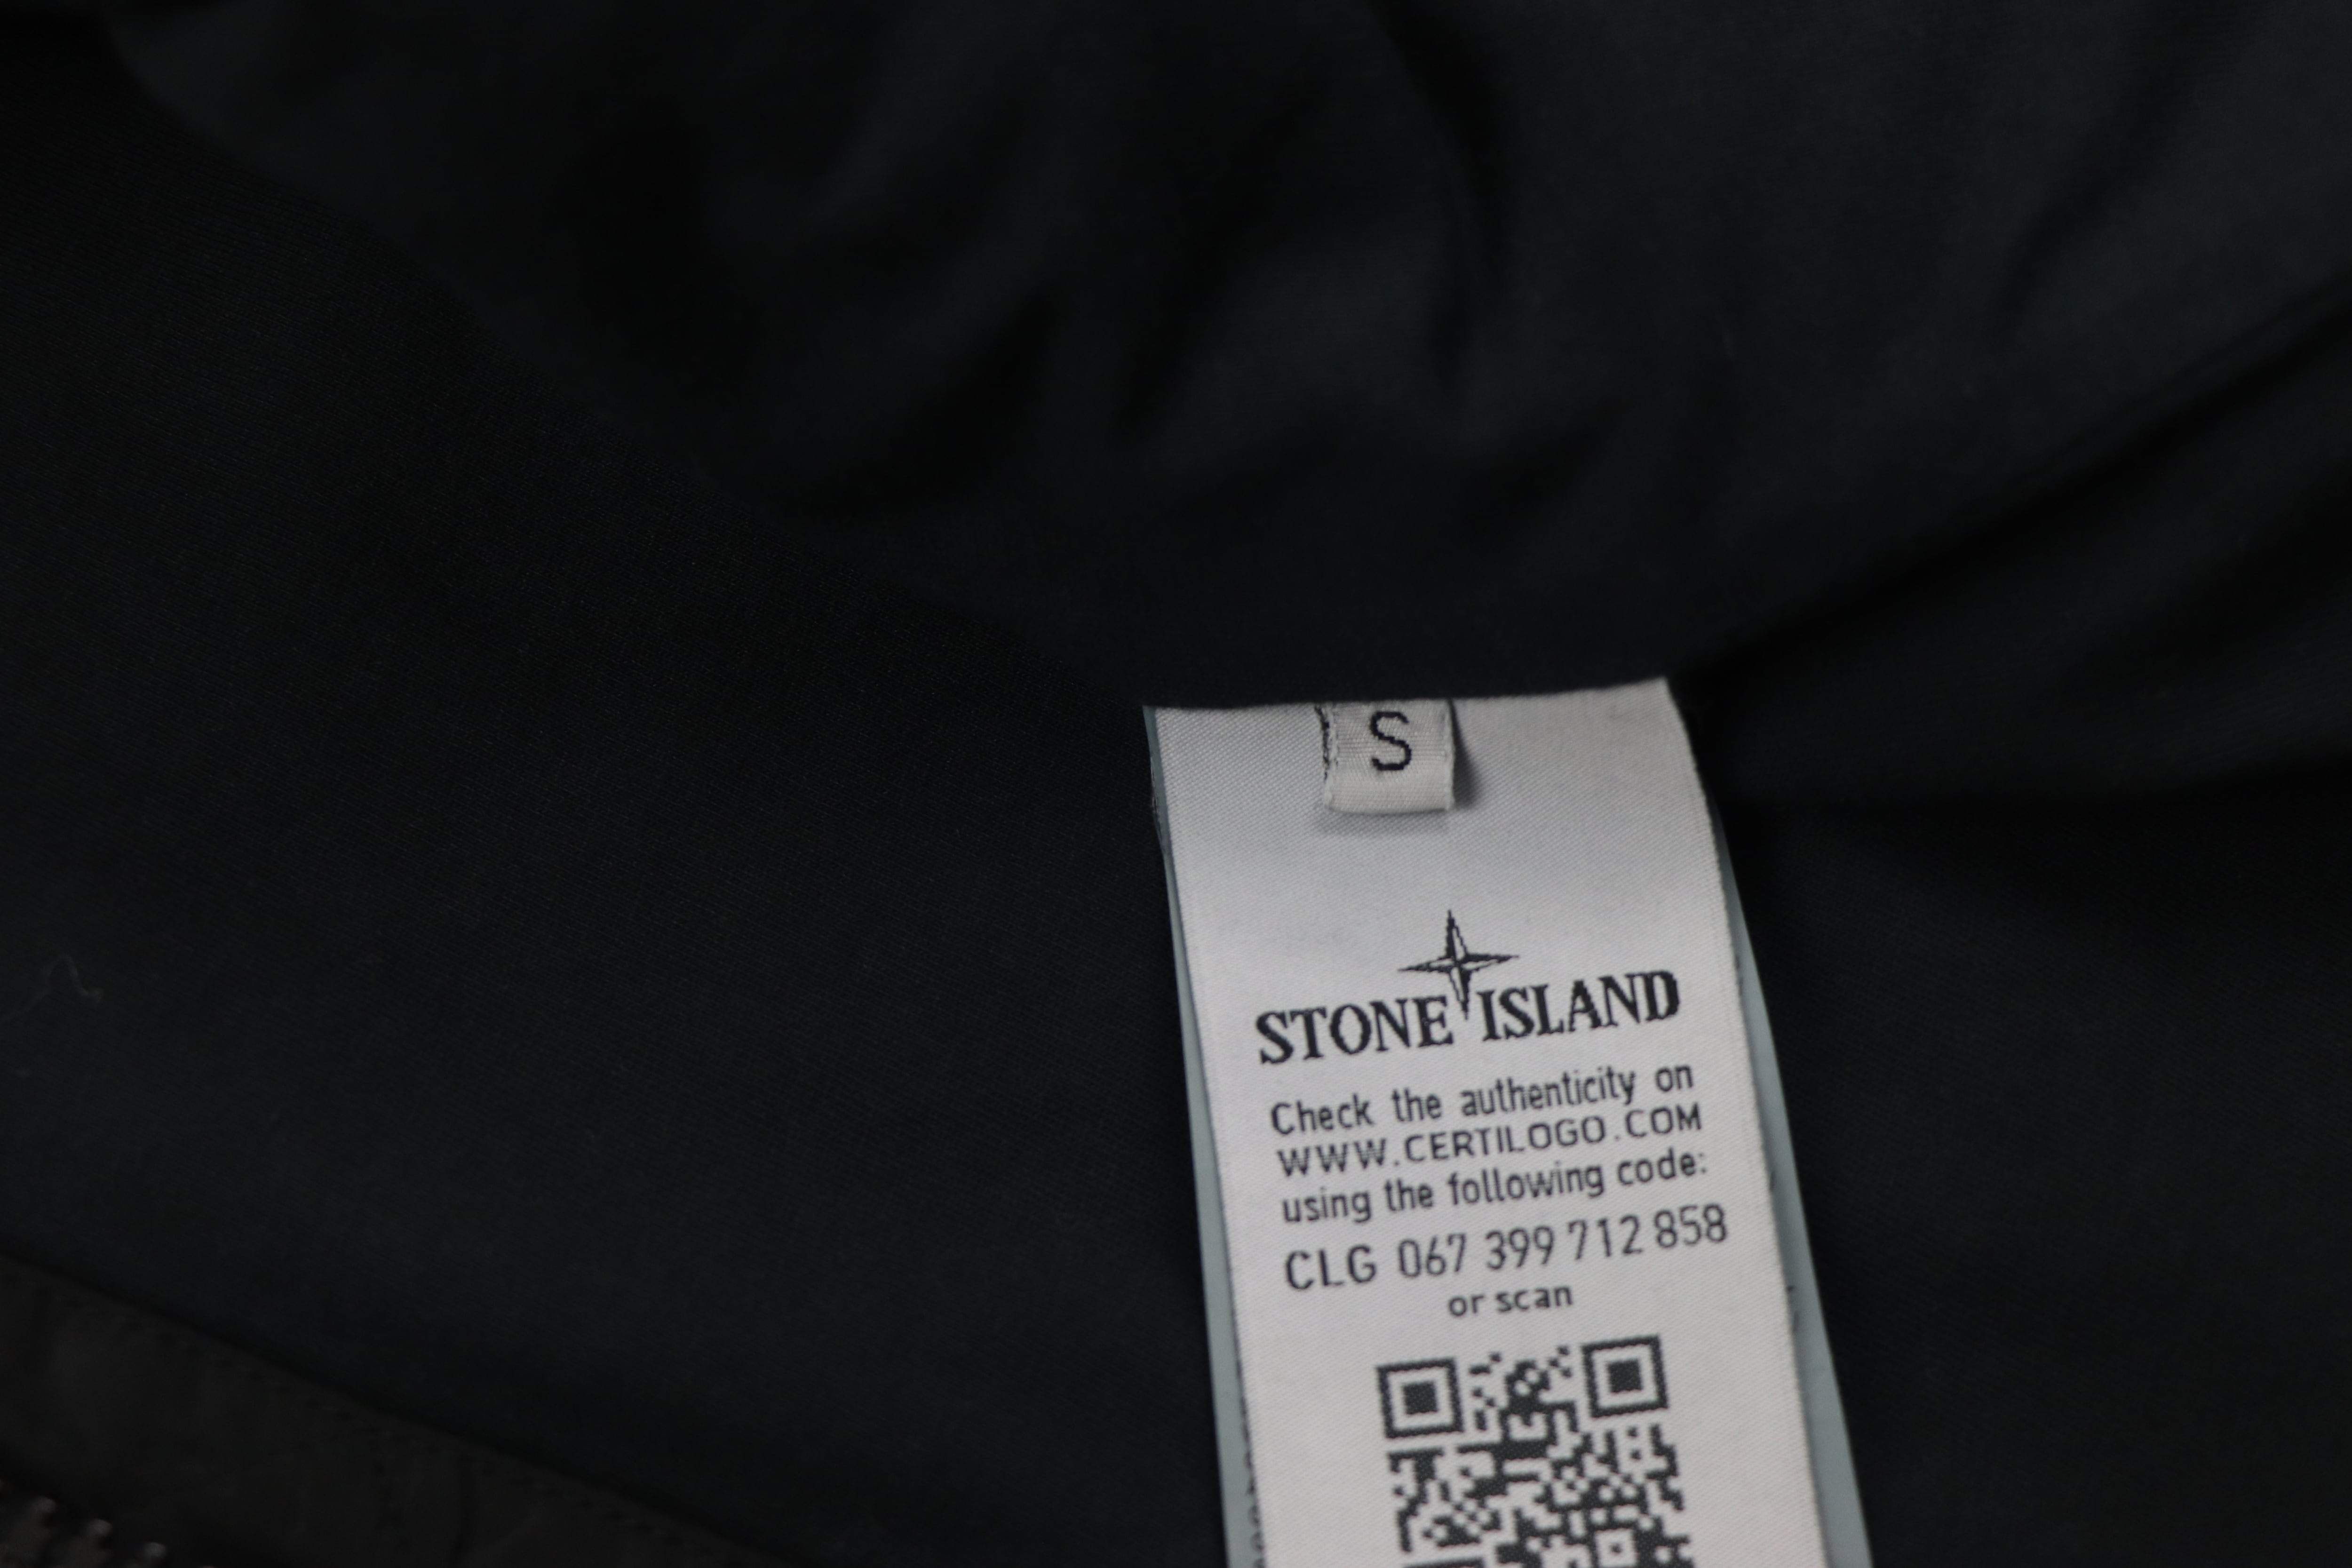 S
STONE ISLAND
Check the authenticity on
WWW.CERTILOGO.COM
using the following code:
CLG 067 399 712 858
or scan